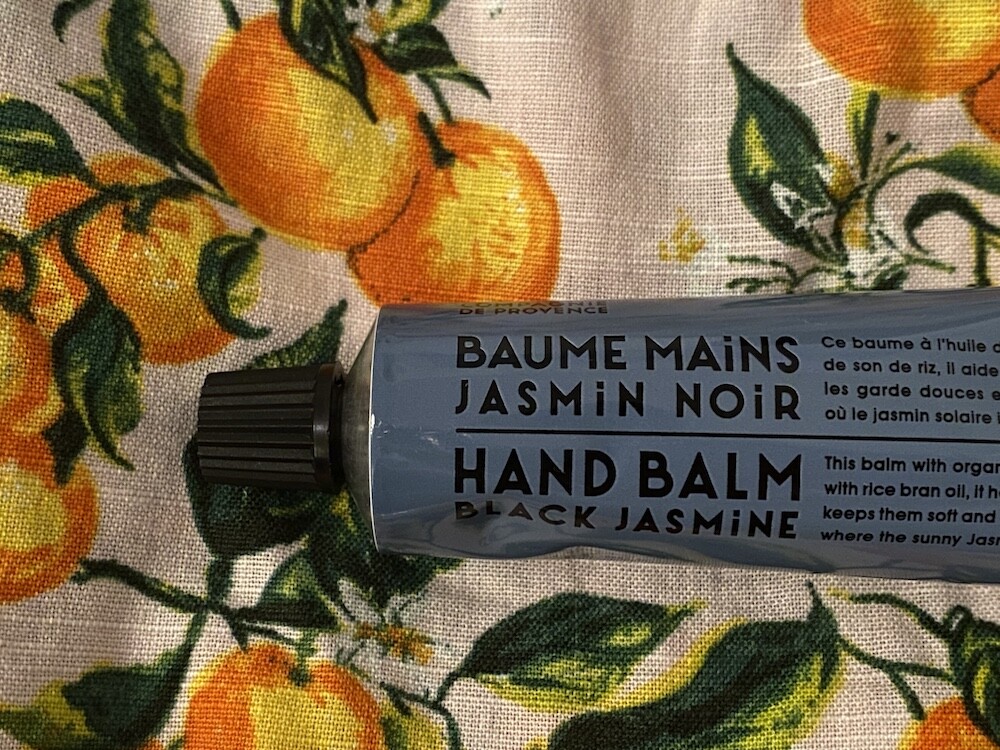 COMPAGNIE
DE PROVENCE
BAUME MAiNS
JASMiN NOiR
HAND BALM
BLACK JASMiNE
Ce baume à l'huile
de son de riz, il aide
les garde douces
où le jasmin solaire
This balm with
with rice bran oil, it
keeps them soft and
where the sunny